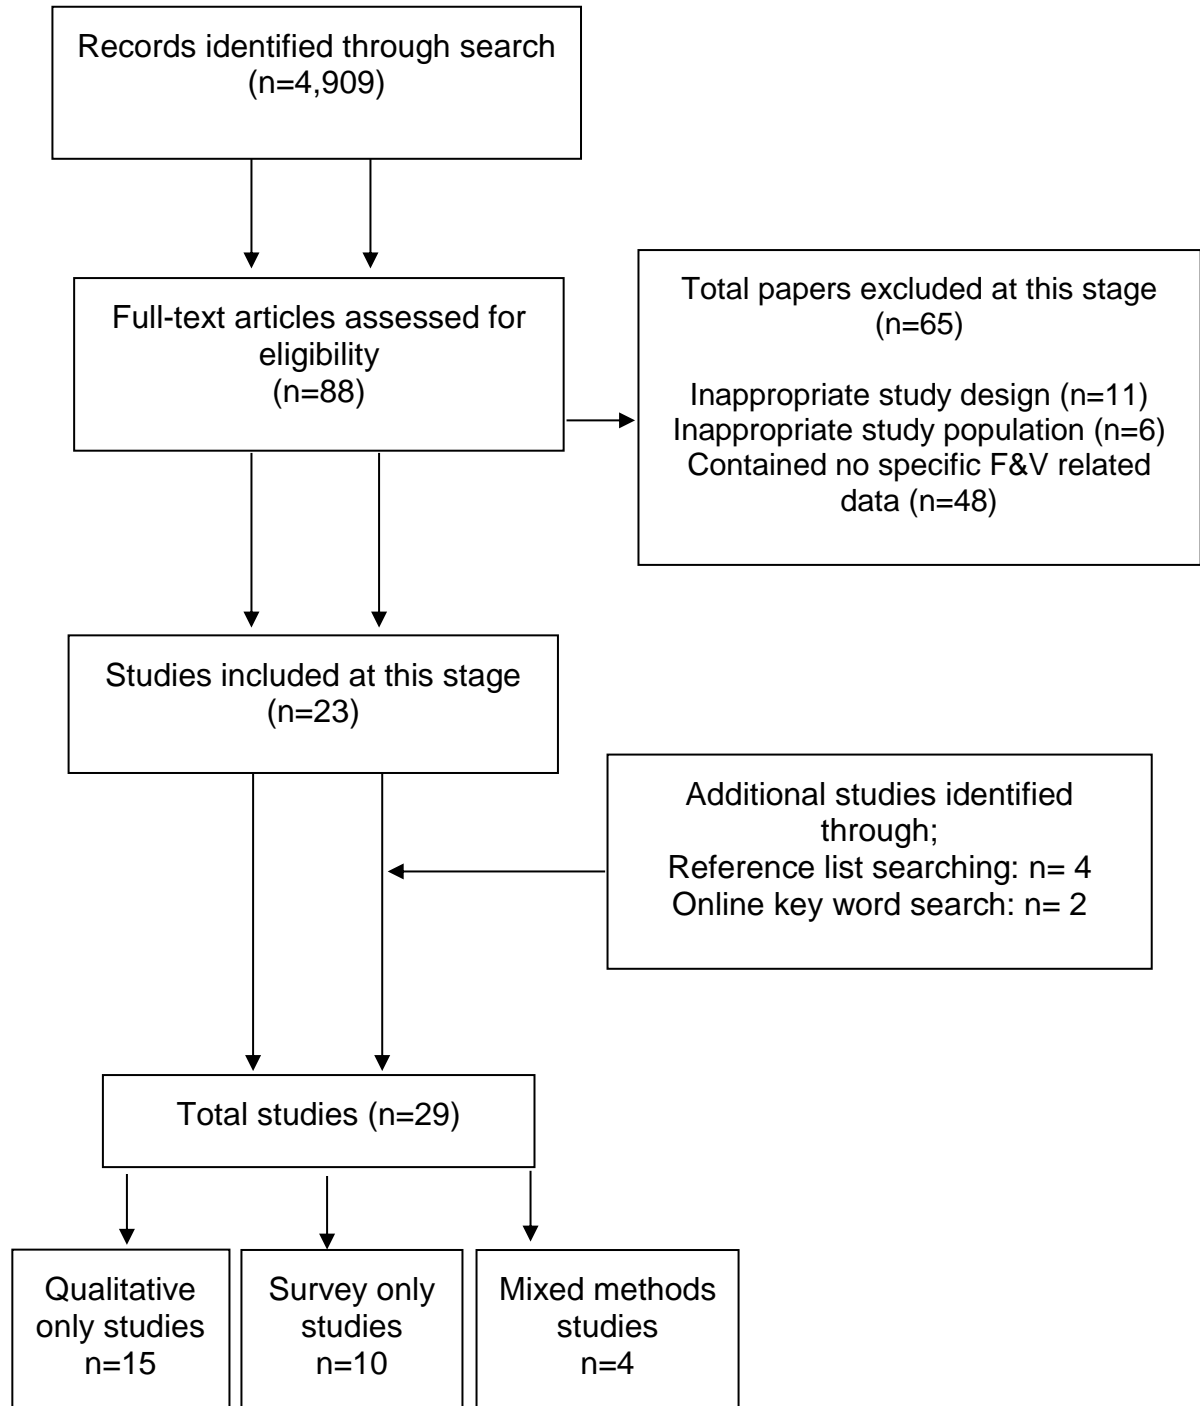 Records identified through search
(n=4,909)
Full-text articles assessed for
eligibility
(n=88)
Total papers excluded at this stage
(n=65)
Inappropriate study design (n=11)
Inappropriate study population (n=6)
Contained no specific F&V related
data (n=48)
Studies included at this stage
(n=23)
Additional studies identified
through;
Reference list searching: n= 4
Online key word search: n= 2
Total studies (n=29)
Qualitative
only studies
n=15
Survey only
studies
n=10
Mixed methods
studies
n=4